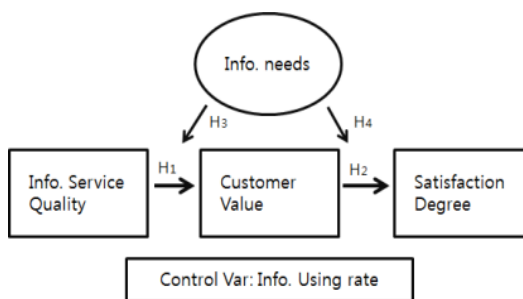 Info. needs
H3
H4
H1
H2
Info. Service
Quality
Customer
Value
Satisfaction
Degree
Control Var: Info. Using rate